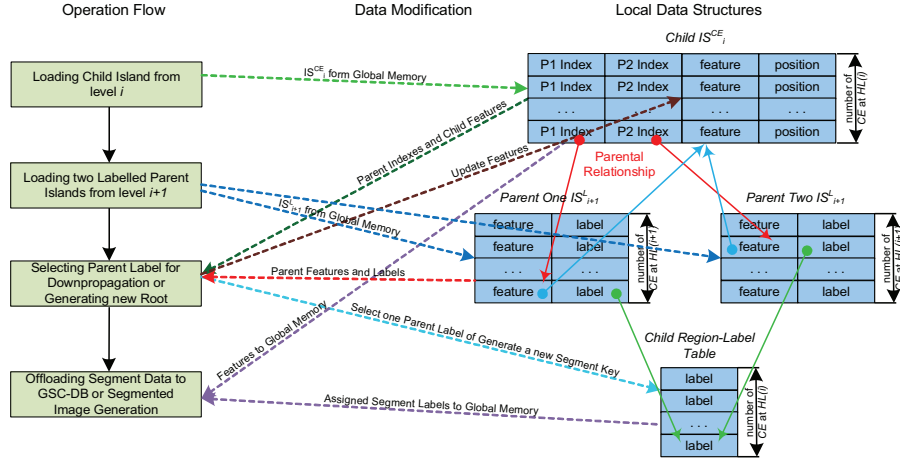 Operation Flow
Data Modification
Local Data Structures
Child IS^CE_i
Loading Child Island from
level i
IS^CE_i form Global Memory
P1 Index P2 Index feature position
P1 Index P2 Index feature position
. . . . . . . . . . . .
P1 Index P2 Index feature position
number of
CE at HL(i)
Parent Indexes and Child Features
Update Features
Parental
Relationship
Loading two Labelled Parent
Islands from level i+1
IS^L_i+1 from Global Memory
Parent One IS^L_i+1
feature label
feature label
. . . . . .
feature label
number of
CE at HL(i+1)
Parent Two IS^L_i+1
feature label
feature label
. . . . . .
feature label
number of
CE at HL(i+1)
Selecting Parent Label for
Downpropagation or
Generating new Root
Parent Features and Labels
Select one Parent Label of Generate a new Segment Key
Features to Global Memory
Child Region-Label
Table
label
label
. . .
label
number of
CE at HL(i)
Offloading Segment Data to
GSC-DB or Segmented
Image Generation
Assigned Segment Labels to Global Memory